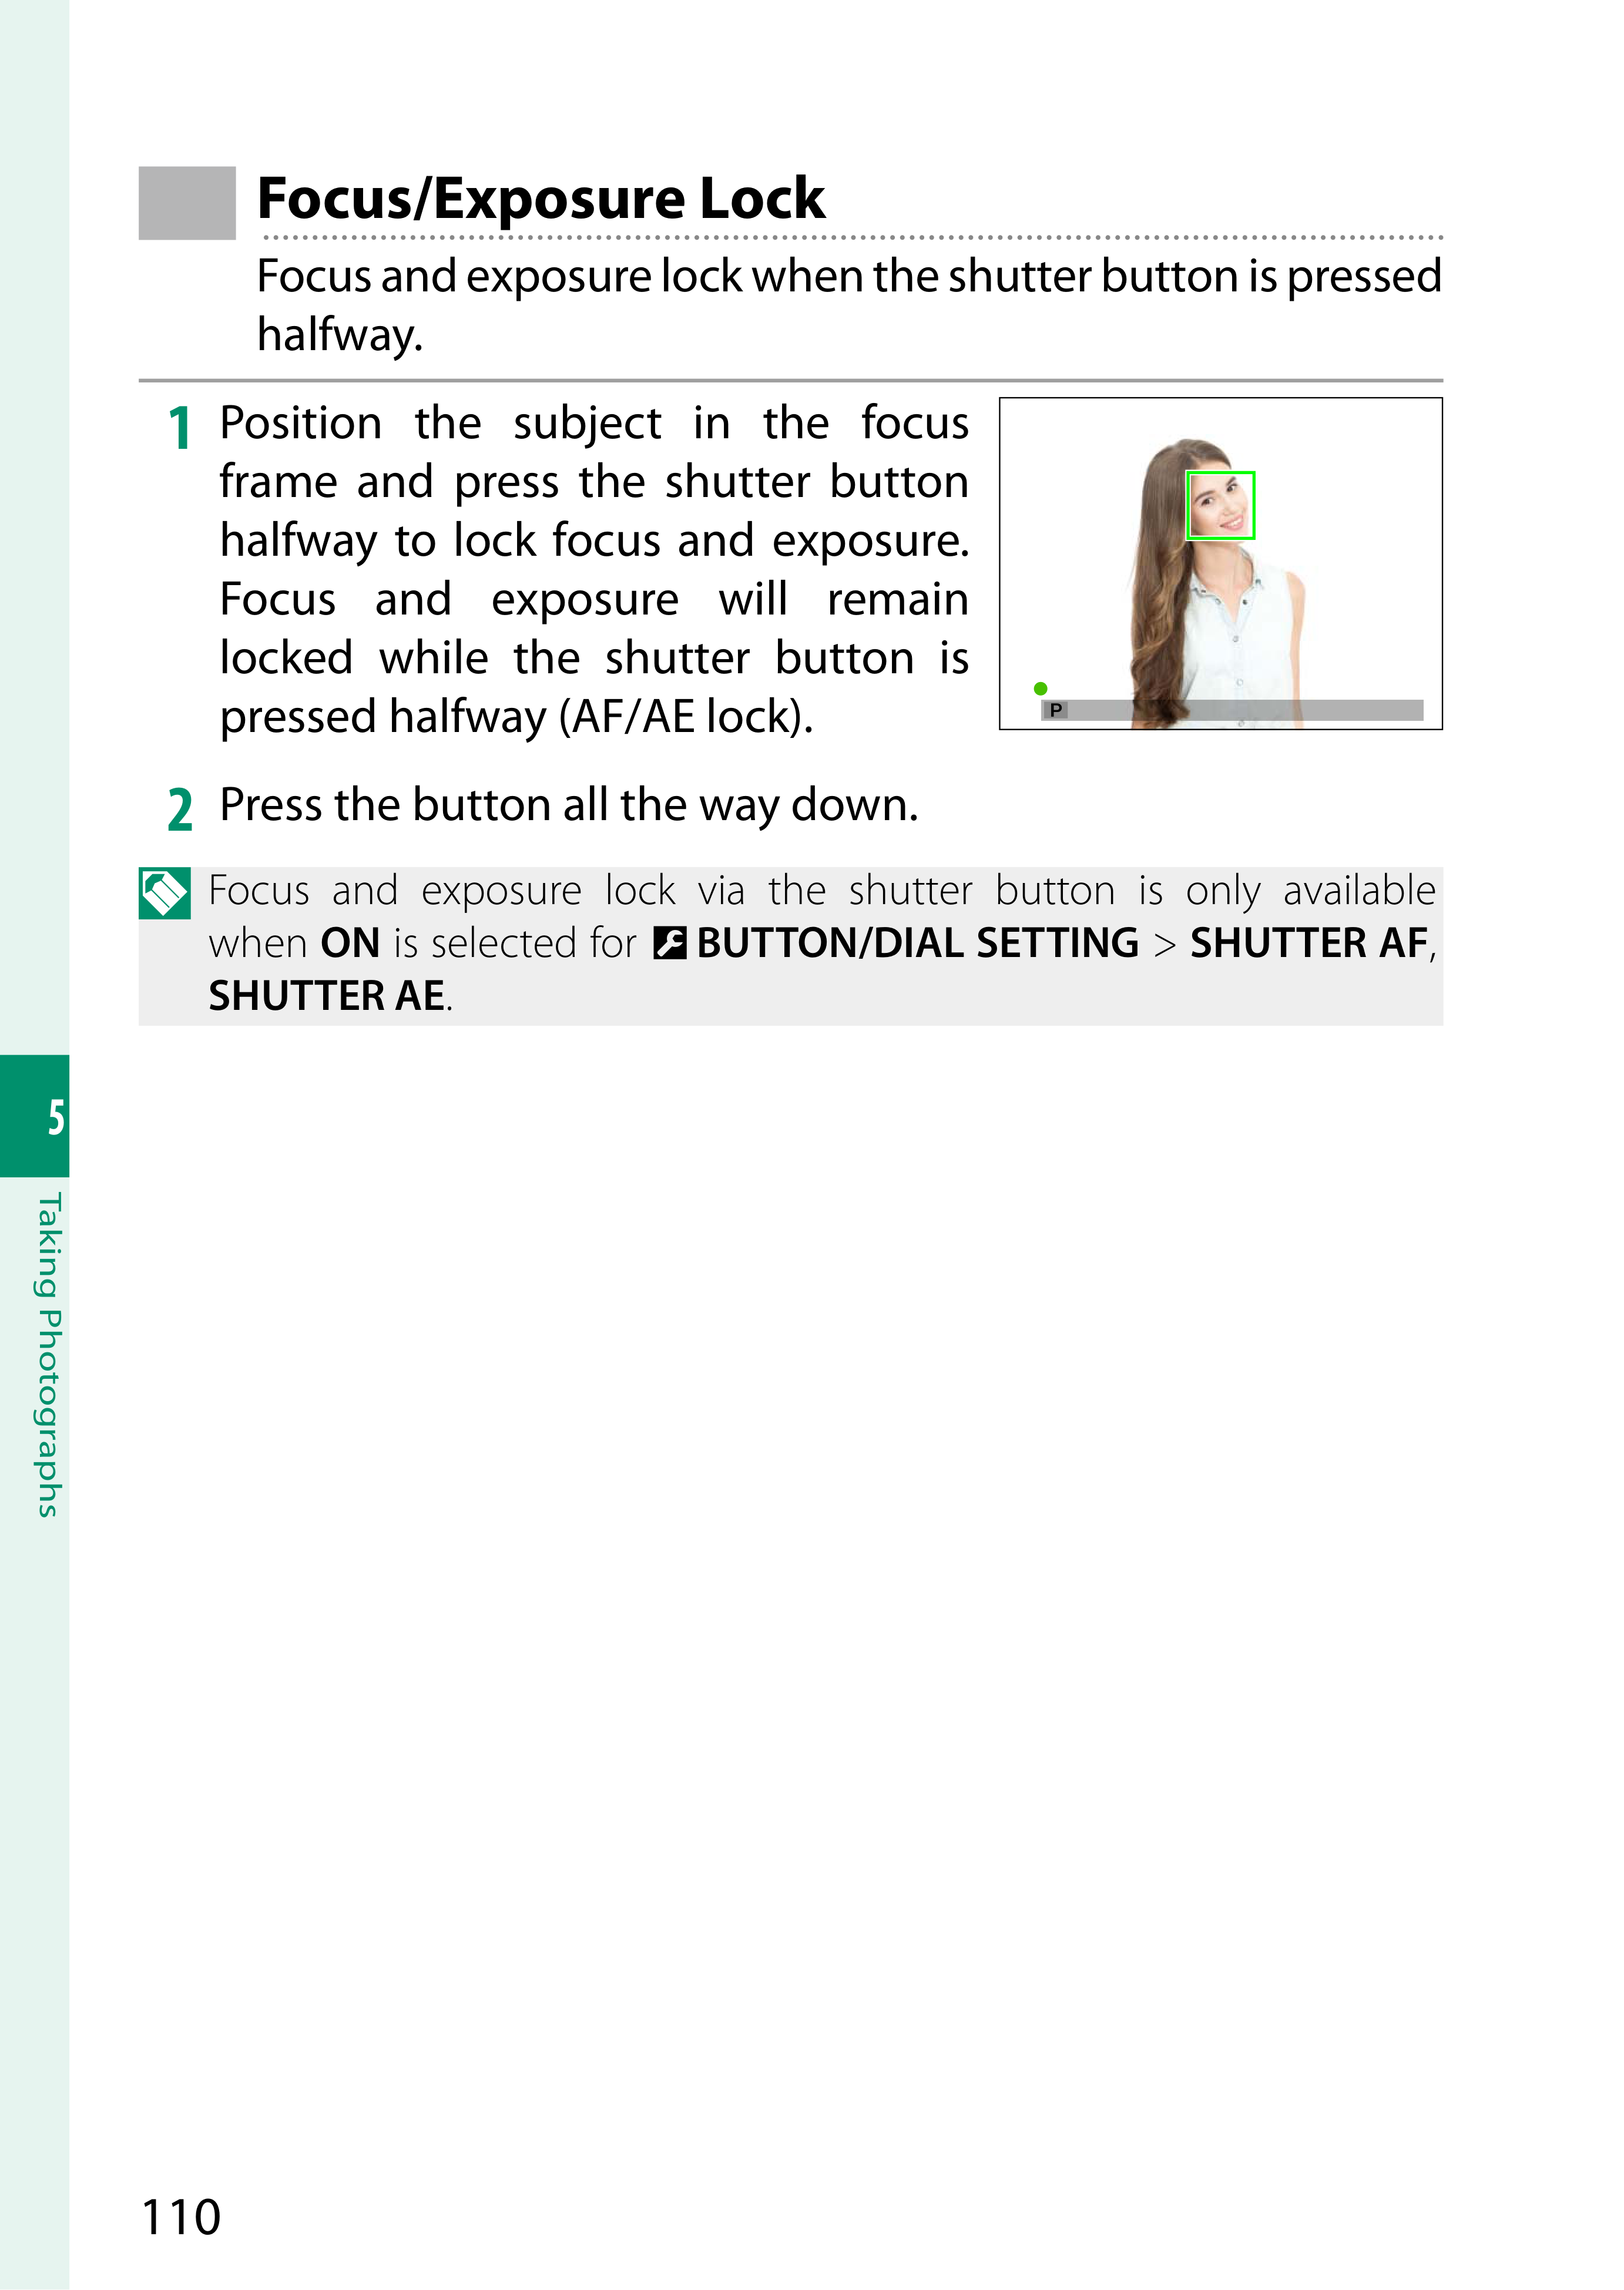 Focus/Exposure Lock
Focus and exposure lock when the shutter button is pressed
halfway.
1 Position the subject in the focus
frame and press the shutter button
halfway to lock focus and exposure.
Focus and exposure will remain
locked while the shutter button is
pressed halfway (AF/AE lock).
P
2 Press the button all the way down.
Focus and exposure lock via the shutter button is only available
when ON is selected for BUTTON/DIAL SETTING > SHUTTER AF,
SHUTTER AE.
5
Taking Photographs
110